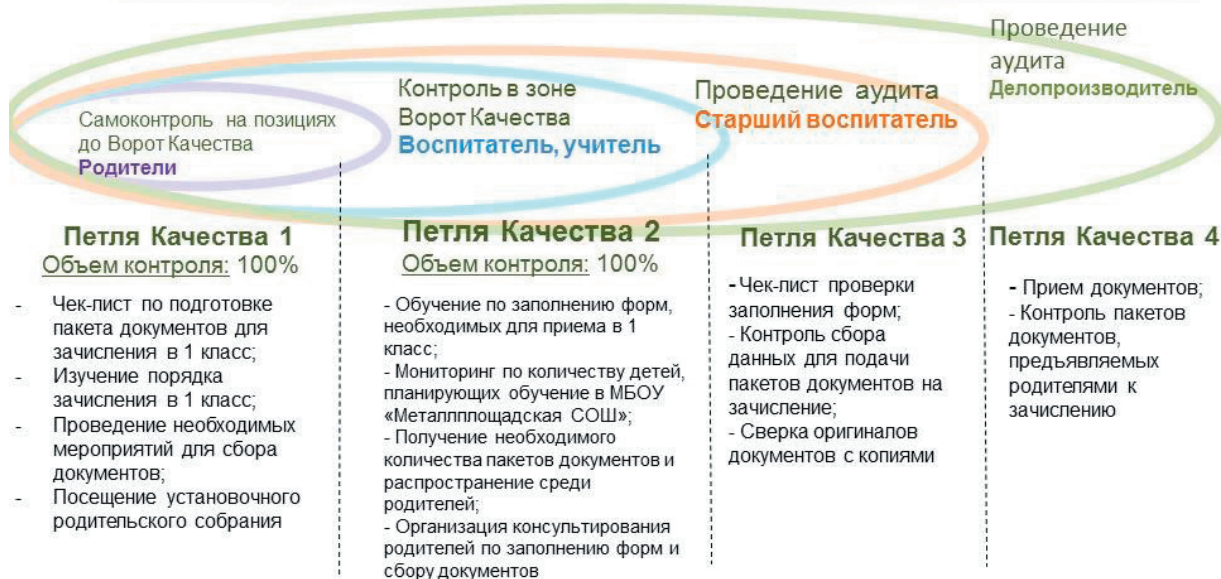 Самоконтроль на позициях
до Ворот Качества
Родители
Контроль в зоне
Ворот Качества
Воспитатель, учитель
Проведение аудита
Старший воспитатель
Проведение
аудита
Делопроизводитель
Петля Качества 1
Объем контроля: 100%
- Чек-лист по подготовке
пакета документов для
зачисления в 1 класс;
- Изучение порядка
зачисления в 1 класс;
- Проведение необходимых
мероприятий для сбора
документов;
- Посещение установочного
родительского собрания
Петля Качества 2
Объем контроля: 100%
- Обучение по заполнению форм,
необходимых для приема в 1
класс;
- Мониторинг по количеству детей,
планирующих обучение в МБОУ
«Металлплощадская СОШ»;
- Получение необходимого
количества пакетов документов и
распространение среди
родителей;
- Организация консультирования
родителей по заполнению форм и
сбору документов
Петля Качества 3
- Чек-лист проверки
заполнения форм;
- Контроль сбора
данных для подачи
пакетов документов на
зачисление;
- Сверка оригиналов
документов с копиями
Петля Качества 4
- Прием документов;
- Контроль пакетов
документов,
предъявляемых
родителями к
зачислению